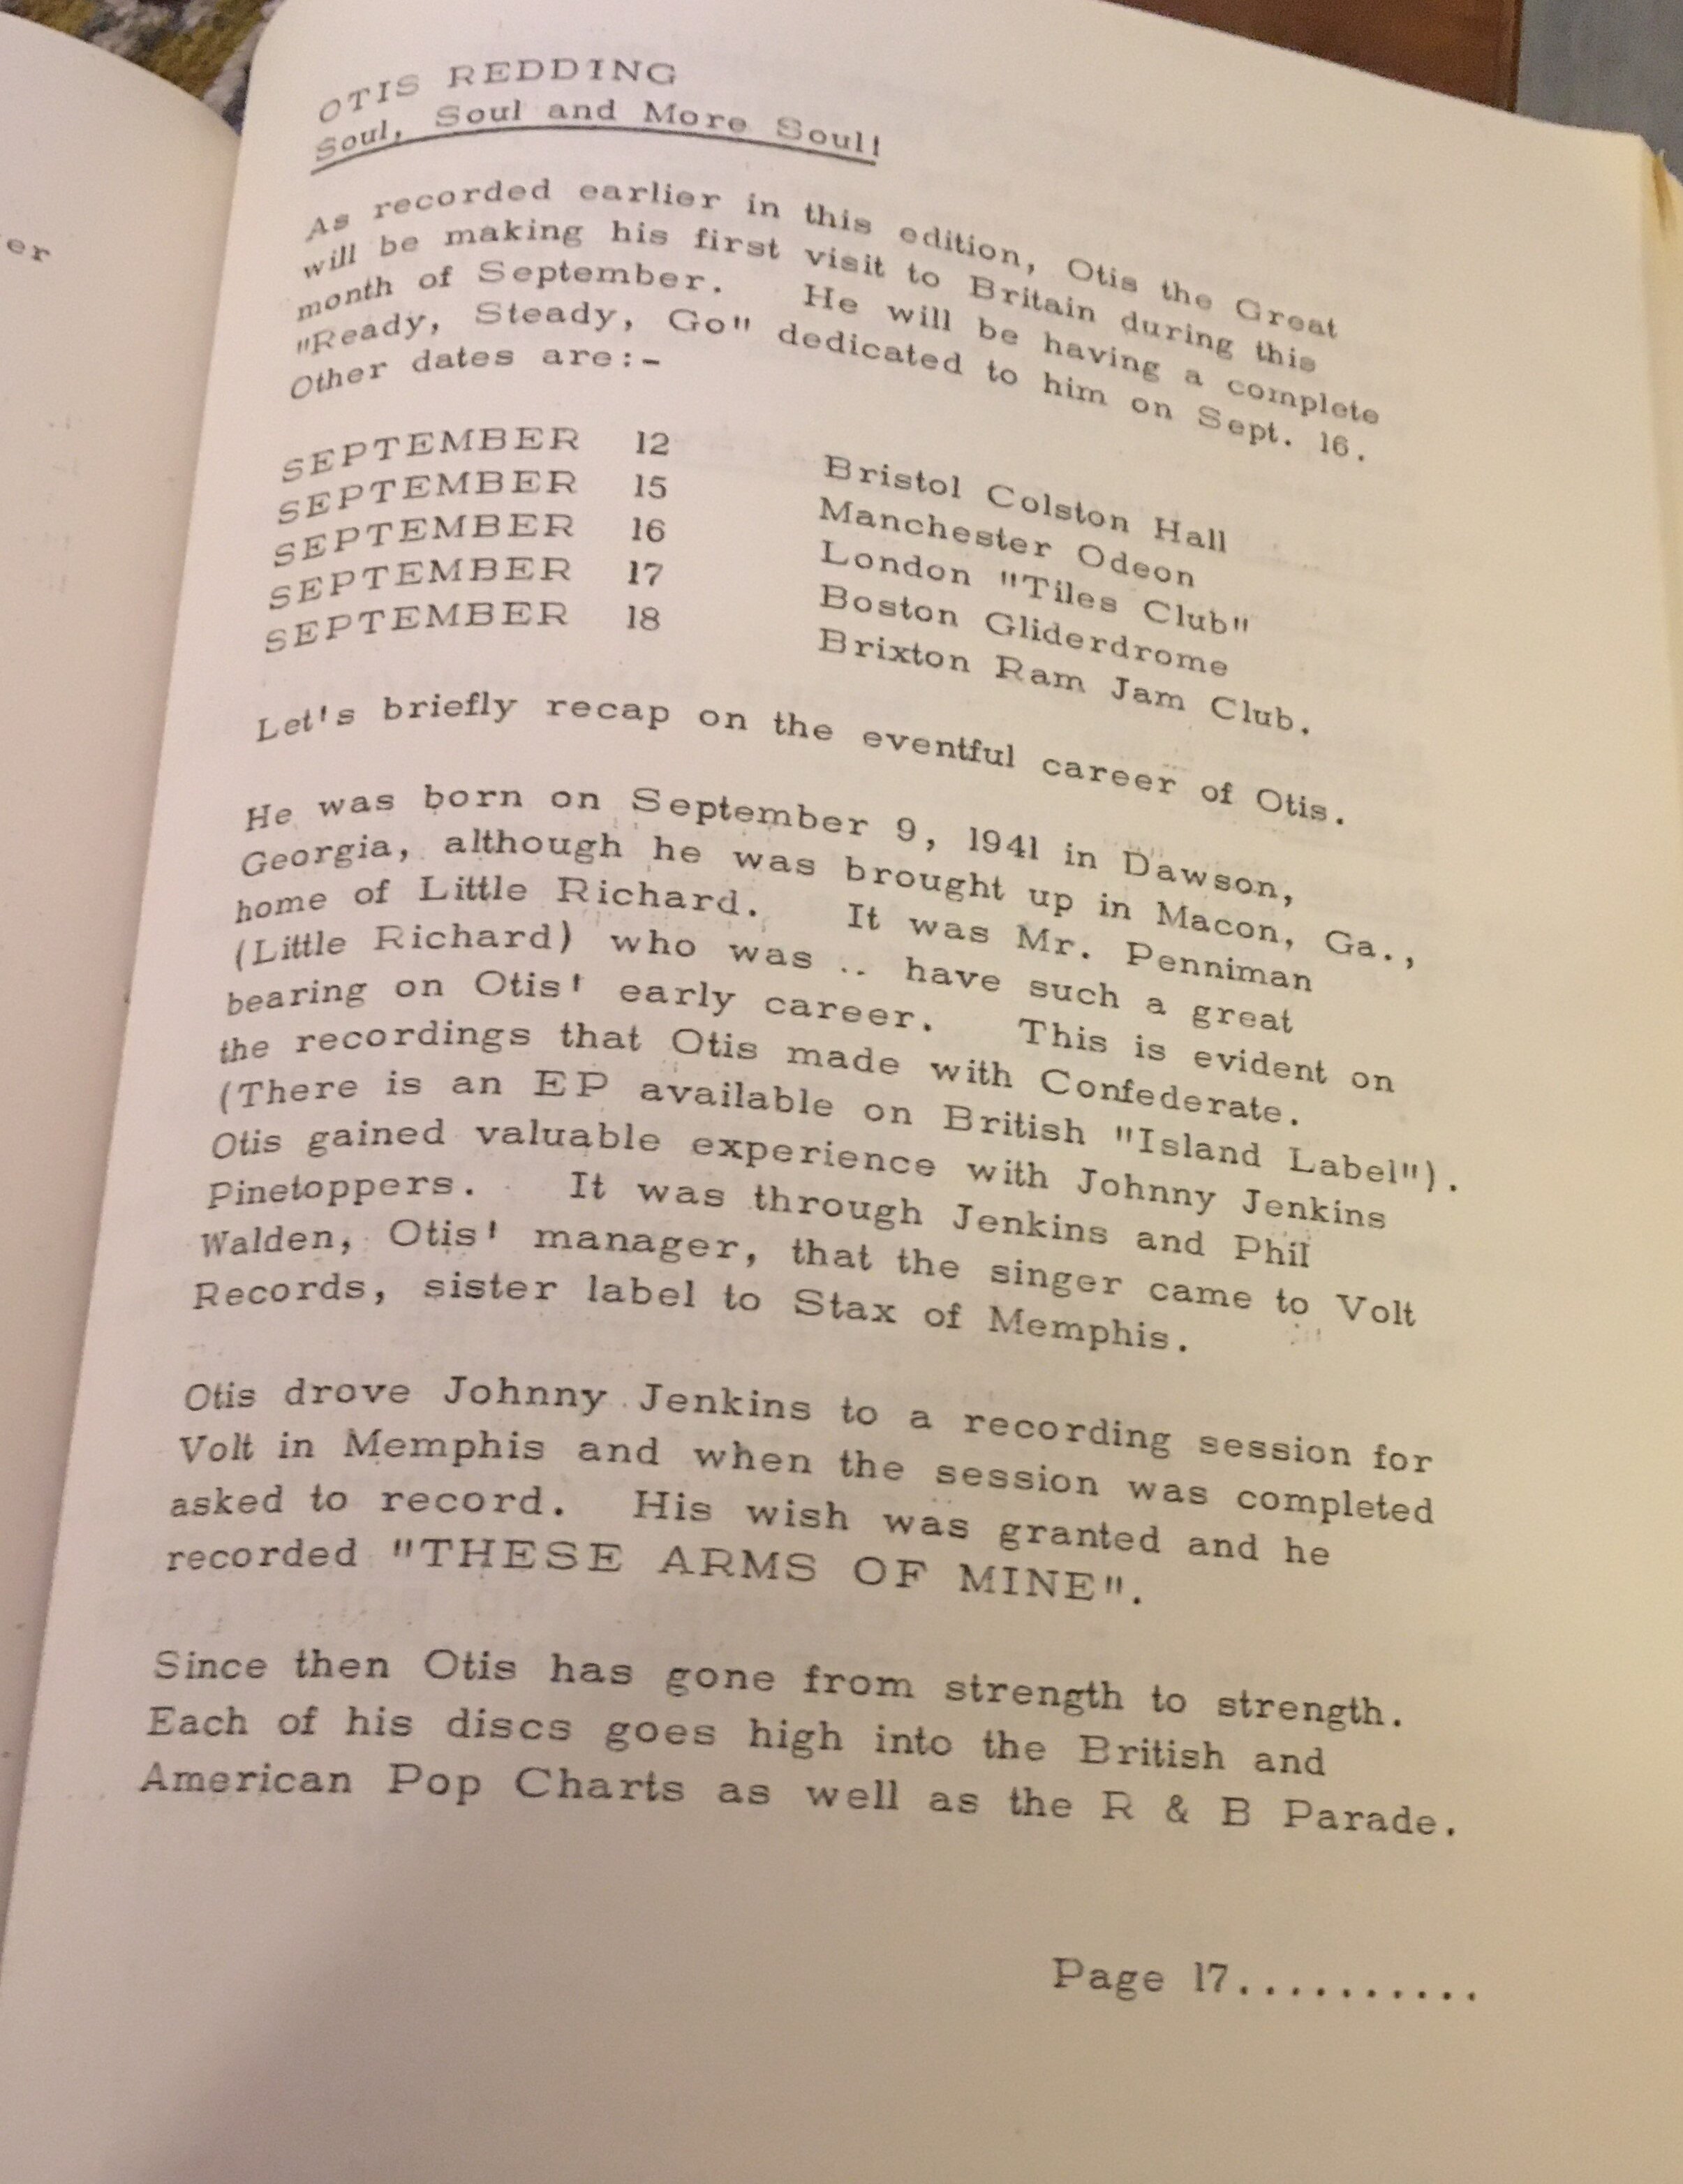 er
OTIS REDDING
Soul, Soul and More Soul!
As recorded earlier in this edition, Otis the Great
will be making his first visit to Britain during this
month of September. He will be having a complete
"Ready, Steady, Go" dedicated to him on Sept. 16.
Other dates are:-
SEPTEMBER 12 Bristol Colston Hall
SEPTEMBER 15 Manchester Odeon
SEPTEMBER 16 London "Tiles Club"
SEPTEMBER 17 Boston Gliderdrome
SEPTEMBER 18 Brixton Ram Jam Club.
Let's briefly recap on the eventful career of Otis.
He was born on September 9, 1941 in Dawson,
Georgia, although he was brought up in Macon, Ga.,
home of Little Richard. It was Mr. Penniman
(Little Richard) who was .. have such a great
bearing on Otis' early career. This is evident on
the recordings that Otis made with Confederate.
(There is an EP available on British "Island Label").
Otis gained valuable experience with Johnny Jenkins
Pinetoppers. It was through Jenkins and Phil
Walden, Otis' manager, that the singer came to Volt
Records, sister label to Stax of Memphis.
Otis drove Johnny Jenkins to a recording session for
Volt in Memphis and when the session was completed
asked to record. His wish was granted and he
recorded "THESE ARMS OF MINE".
Since then Otis has gone from strength to strength.
Each of his discs goes high into the British and
American Pop Charts as well as the R & B Parade.
Page 17..........